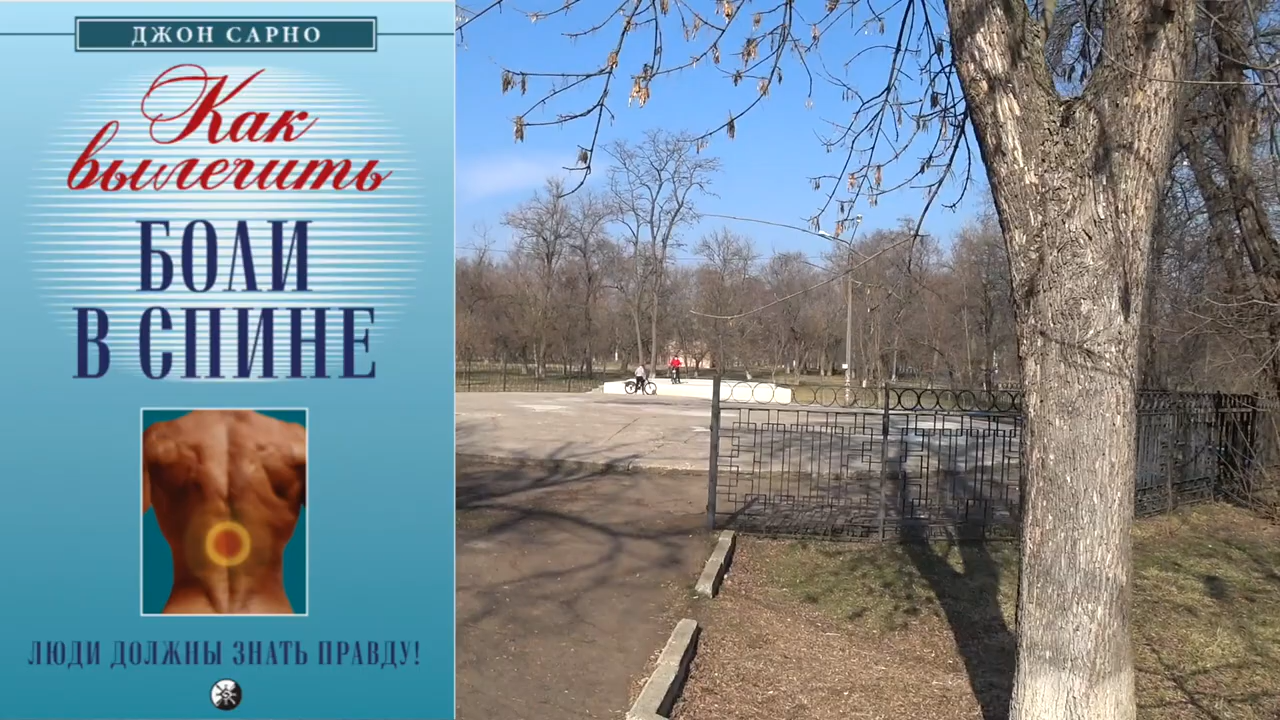 ДЖОН САРНО
Как
вылечить
БОЛИ
В СПИНЕ
ЛЮДИ ДОЛЖНЫ ЗНАТЬ ПРАВДУ!